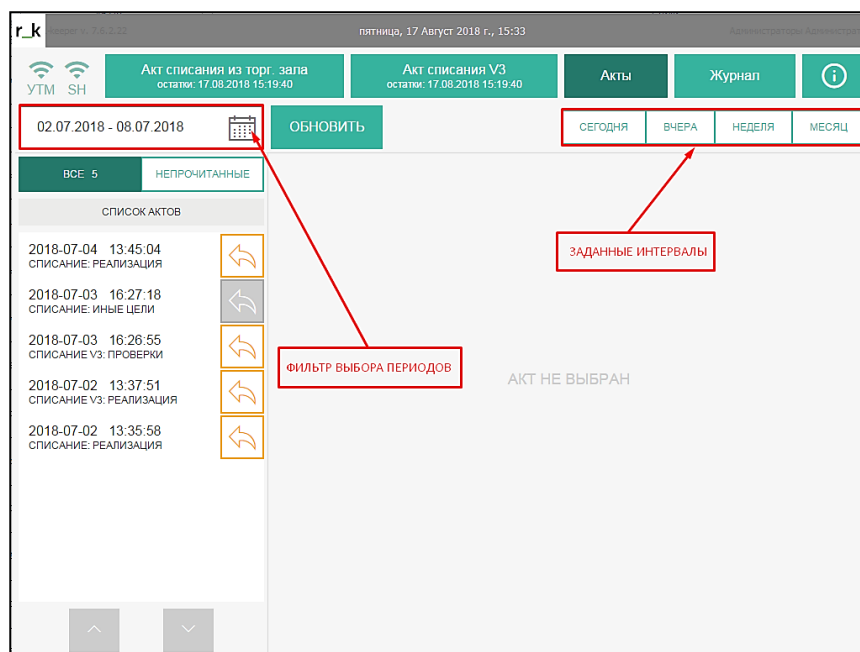 r_k
Keeper v. 7.6.2.22
пятница, 17 Август 2018 г., 15:33
УТМ SH
Акт списания из торг. зала
остатки: 17.08.2018 15:19:40
Акт списания V3
остатки: 17.08.2018 15:19:40
Акты
Журнал
02.07.2018 - 08.07.2018
ОБНОВИТЬ
СЕГОДНЯ
ВЧЕРА
НЕДЕЛЯ
МЕСЯЦ
ВСЕ 5
НЕПРОЧИТАННЫЕ
СПИСОК АКТОВ
2018-07-04 13:45:04
СПИСАНИЕ: РЕАЛИЗАЦИЯ
2018-07-03 16:27:18
СПИСАНИЕ: ИНЫЕ ЦЕЛИ
2018-07-03 16:26:55
СПИСАНИЕ V3: ПРОВЕРКИ
2018-07-02 13:37:51
СПИСАНИЕ V3: РЕАЛИЗАЦИЯ
2018-07-02 13:35:58
СПИСАНИЕ: РЕАЛИЗАЦИЯ
ЗАДАННЫЕ ИНТЕРВАЛЫ
ФИЛЬТР ВЫБОРА ПЕРИОДОВ
АКТ НЕ ВЫБРАН